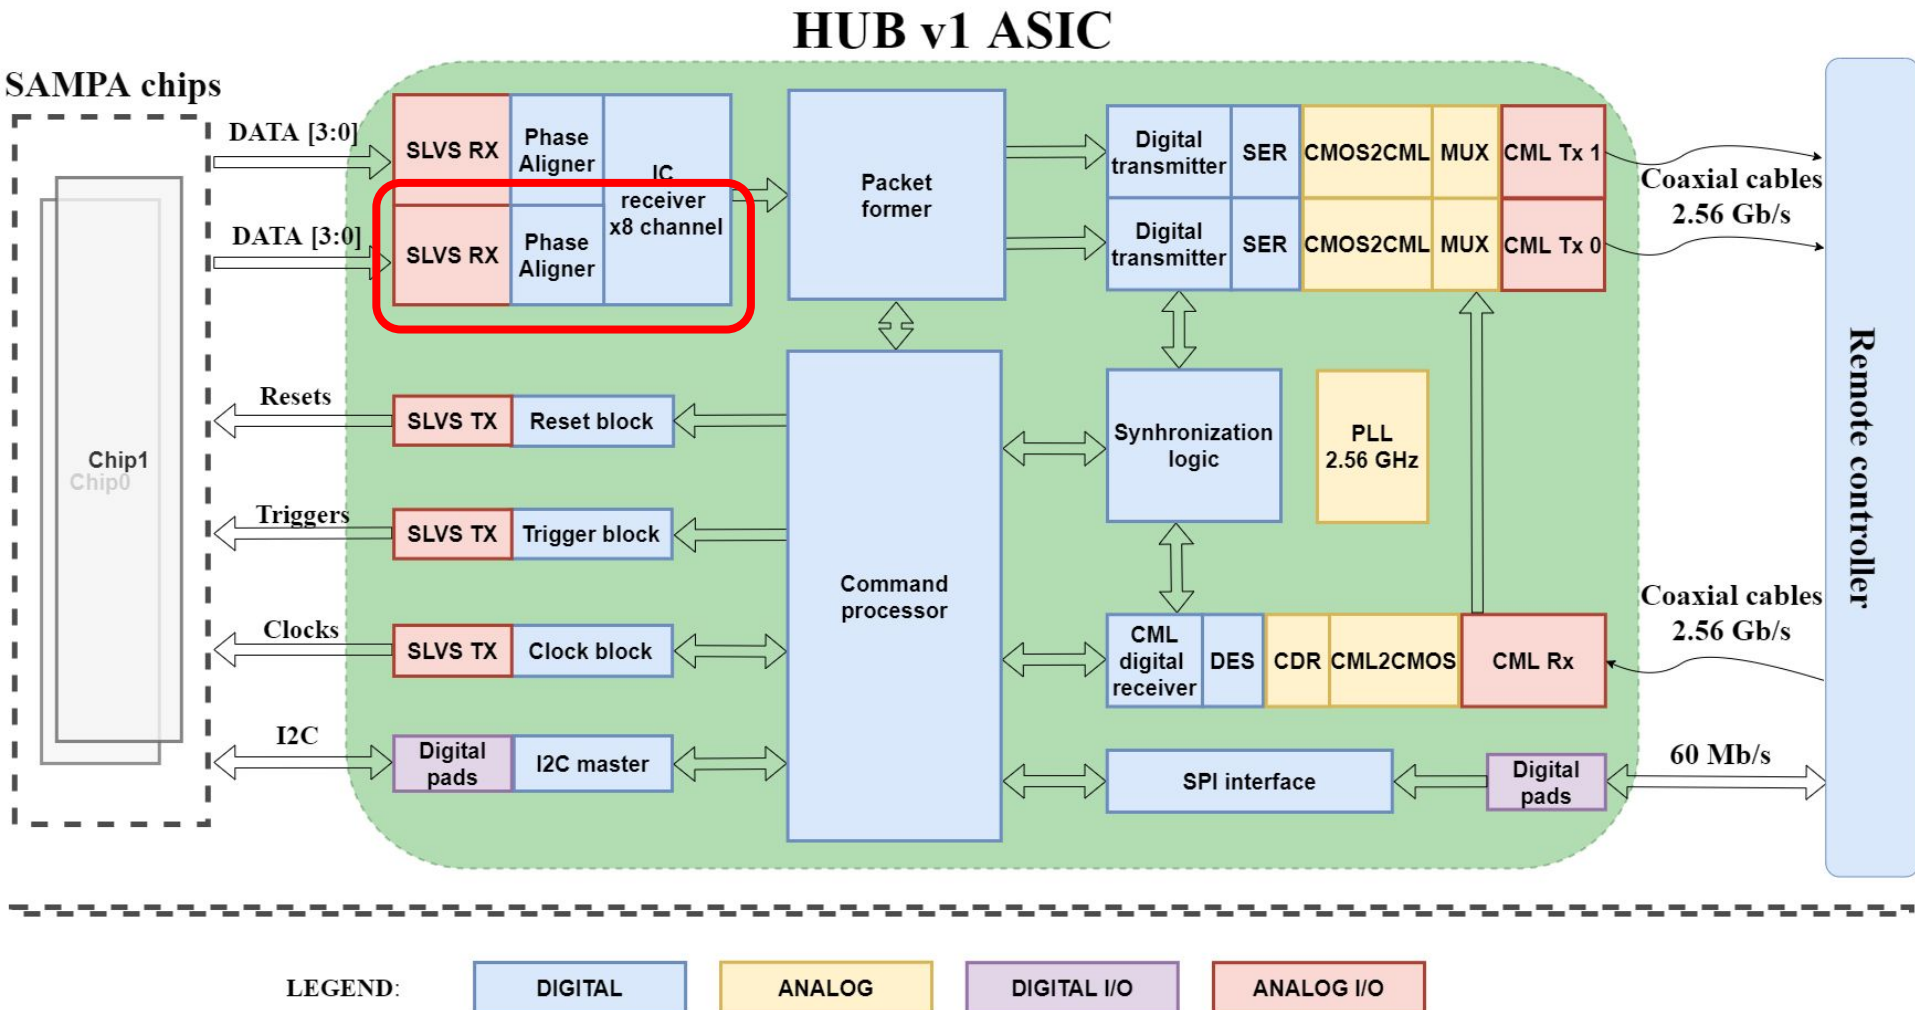 HUB v1 ASIC
SAMPA chips
DATA [3:0]
SLVS RX
Phase
Aligner
IC
receiver
x8 channel
DATA [3:0]
SLVS RX
Phase
Aligner
Packet
former
Digital
transmitter
SER
CMOS2CML
MUX
CML Tx 1
Digital
transmitter
SER
CMOS2CML
MUX
CML Tx 0
Coaxial cables
2.56 Gb/s
Remote controller
Chip1
Chip0
Resets
SLVS TX
Reset block
Triggers
SLVS TX
Trigger block
Clocks
SLVS TX
Clock block
I2C
Digital
pads
I2C master
Command
processor
Synhronization
logic
PLL
2.56 GHz
CML
digital
receiver
DES
CDR
CML2CMOS
CML Rx
Coaxial cables
2.56 Gb/s
SPI interface
Digital
pads
60 Mb/s
LEGEND:
DIGITAL
ANALOG
DIGITAL I/O
ANALOG I/O